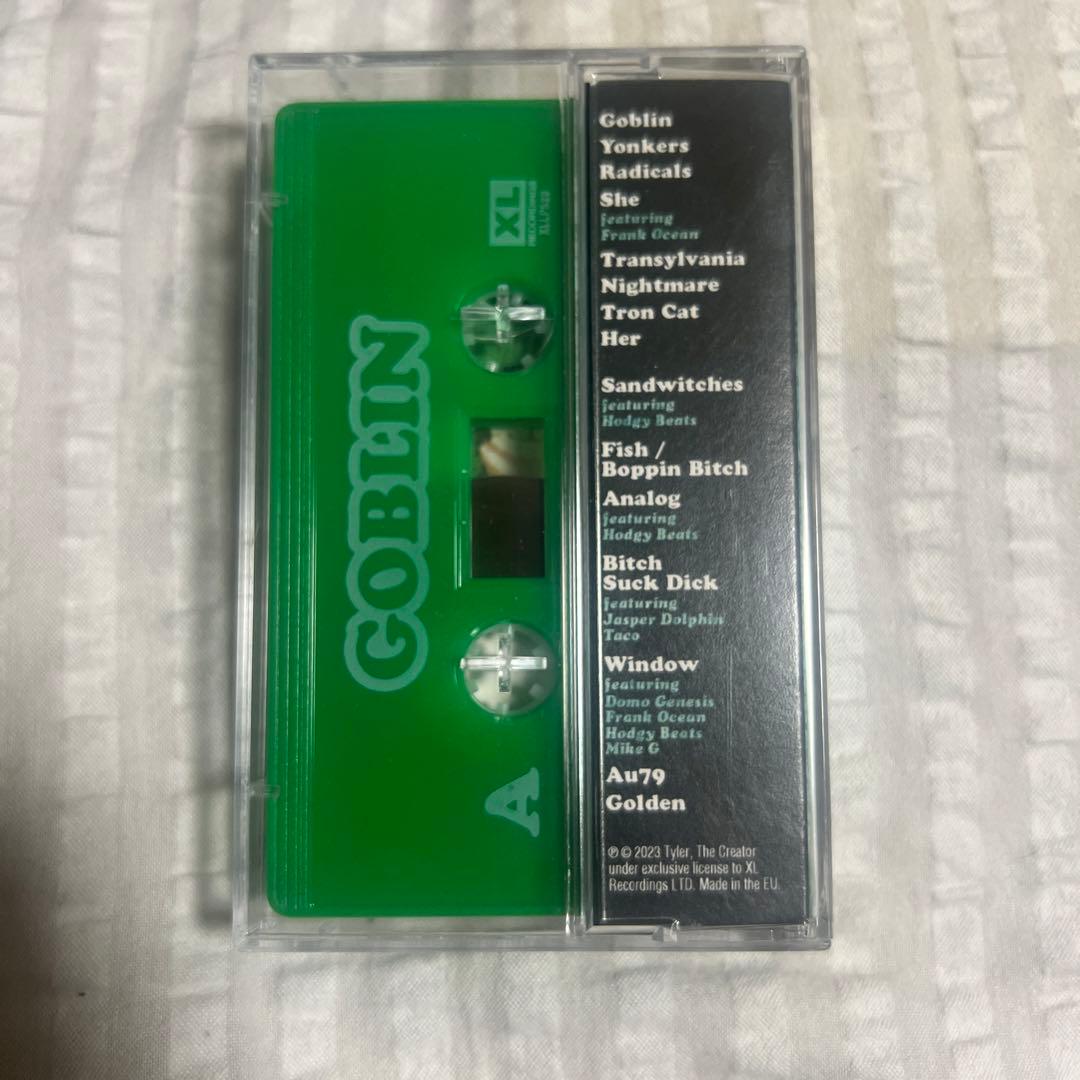 XL
RECORDINGS
GOBLIN
A
Goblin
Yonkers
Radicals
She
featuring
Frank Ocean
Transylvania
Nightmare
Tron Cat
Her
Sandwitches
featuring
Hodgy Beats
Fish /
Boppin Bitch
Analog
featuring
Hodgy Beats
Bitch
Suck Dick
featuring
Jasper Dolphin
Taco
Window
featuring
Domo Genesis
Frank Ocean
Hodgy Beats
Mike G
Au79
Golden
℗ © 2023 Tyler, The Creator
under exclusive license to XL
Recordings LTD. Made in the EU.